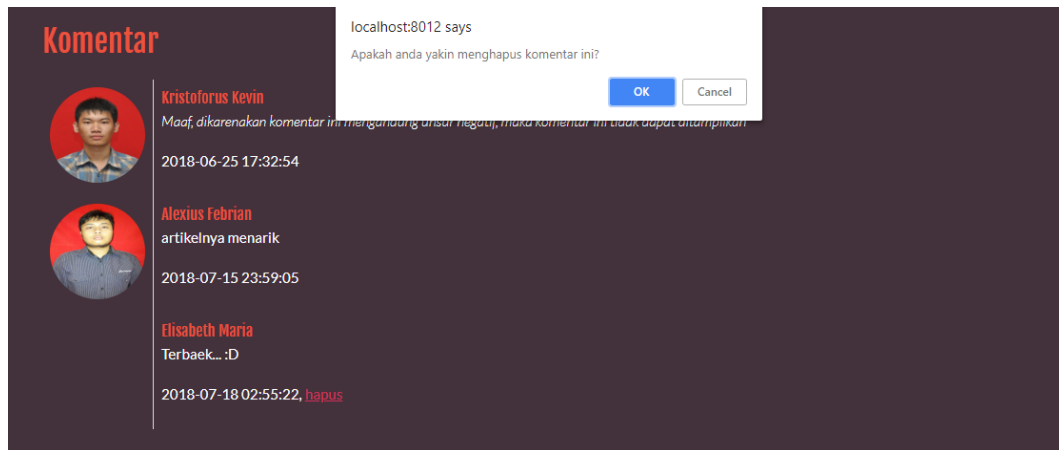 Komentar
localhost:8012 says
Apakah anda yakin menghapus komentar ini?
OK Cancel
Kristoforus Kevin
Maaf, dikarenakan komentar ini mengandung unsur negatif, maka komentar ini tidak dapat ditampilkan
2018-06-25 17:32:54
Alexius Febrian
artikelnya menarik
2018-07-15 23:59:05
Elisabeth Maria
Terbaek... :D
2018-07-18 02:55:22, hapus